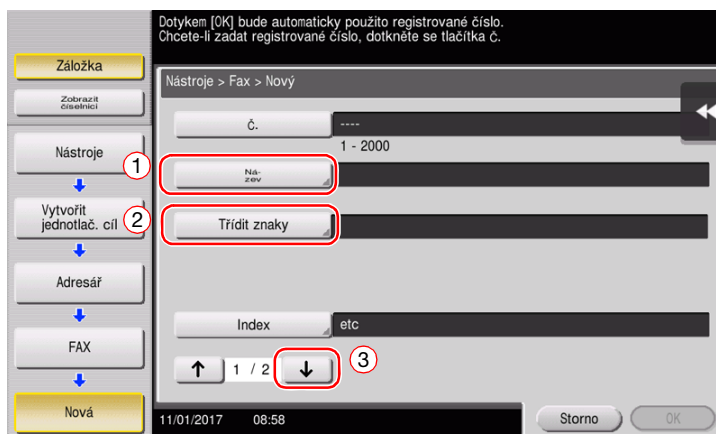 Dotykem [OK] bude automaticky použito registrované číslo.
Chcete-li zadat registrované číslo, dotkněte se tlačítka č.
Záložka
Zobrazit
číselníci
Nástroje
Vytvořit
jednotlač. cíl
Adresář
FAX
Nová
Nástroje > Fax > Nový
č.
----
1 - 2000
1
Ná-
zev
2
Třídit znaky
Index
etc
1 / 2
3
11/01/2017 08:58
Storno
OK